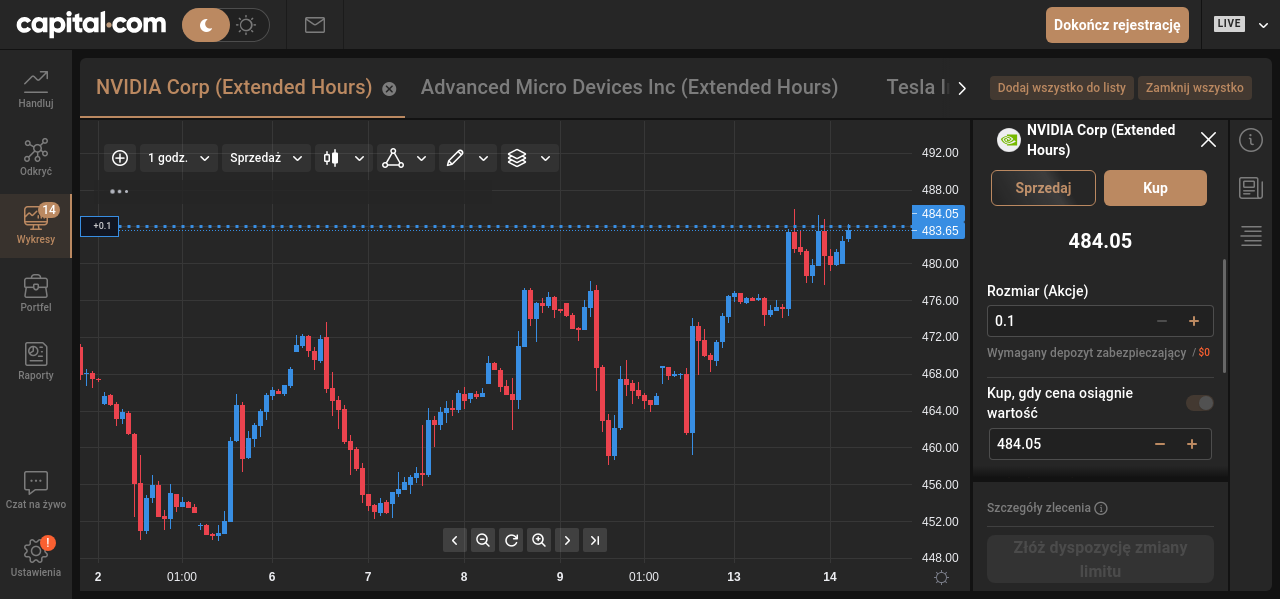 capital.com
Dokończ rejestrację
LIVE
Handluj
Odkryć
14
Wykresy
Portfel
Raporty
Czat na żywo
!
Ustawienia
NVIDIA Corp (Extended Hours)
Advanced Micro Devices Inc (Extended Hours)
Tesla
Dodaj wszystko do listy
Zamknij wszystko
1 godz.
Sprzedaż
+0.1
492.00
488.00
484.05
483.65
480.00
476.00
472.00
468.00
464.00
460.00
456.00
452.00
448.00
2 01:00 6 7 8 9 01:00 13 14
NVIDIA Corp (Extended
Hours)
Sprzedaj
Kup
484.05
Rozmiar (Akcje)
0.1
Wymagany depozyt zabezpieczający / $0
Kup, gdy cena osiągnie
wartość
484.05
Szczegóły zlecenia
Złóż dyspozycję zmiany
limitu